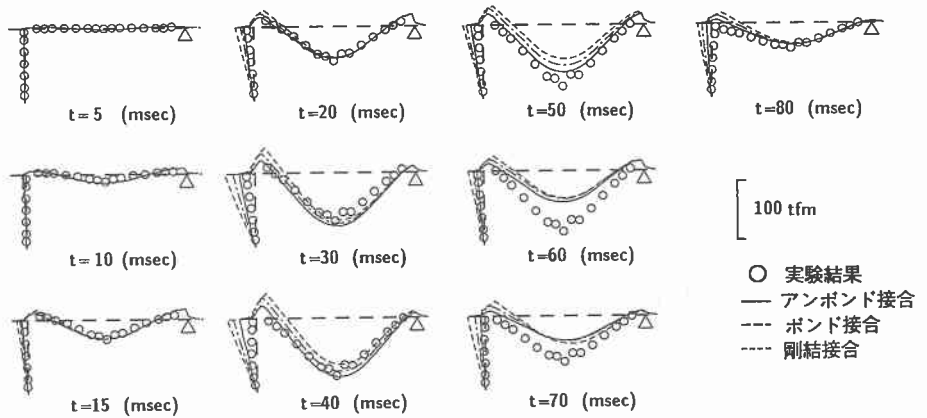 t=5 (msec)
t=20 (msec)
t=50 (msec)
t=80 (msec)
t=10 (msec)
t=30 (msec)
t=60 (msec)
100 tfm
t=15 (msec)
t=40 (msec)
t=70 (msec)
実験結果
アンボンド接合
ボンド接合
剛結接合